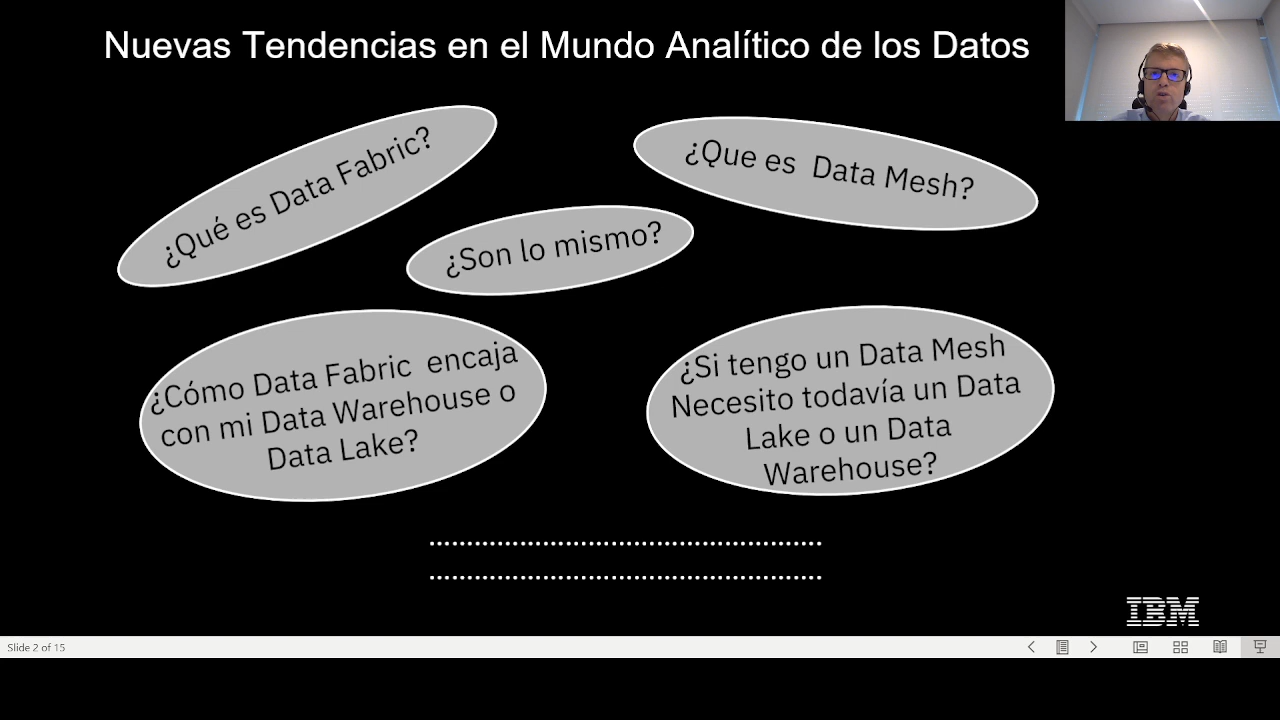 Nuevas Tendencias en el Mundo Analítico de los Datos
¿Qué es Data Fabric?
¿Que es Data Mesh?
¿Son lo mismo?
¿Cómo Data Fabric encaja
con mi Data Warehouse o
Data Lake?
¿Si tengo un Data Mesh
Necesito todavía un Data
Lake o un Data
Warehouse?
IBM
Slide 2 of 15